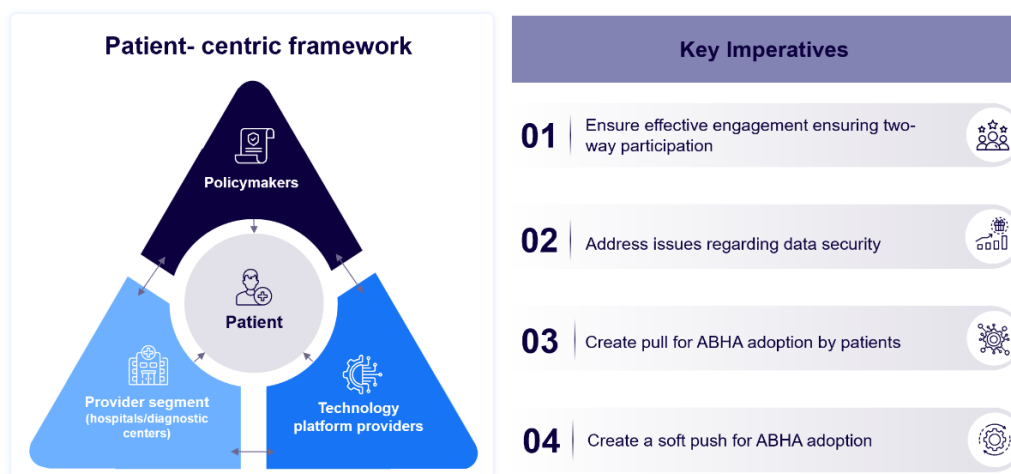 Patient- centric framework
Policymakers
Patient
Provider segment
(hospitals/diagnostic
centers)
Technology
platform providers
Key Imperatives
01
Ensure effective engagement ensuring two-
way participation
02
Address issues regarding data security
03
Create pull for ABHA adoption by patients
04
Create a soft push for ABHA adoption